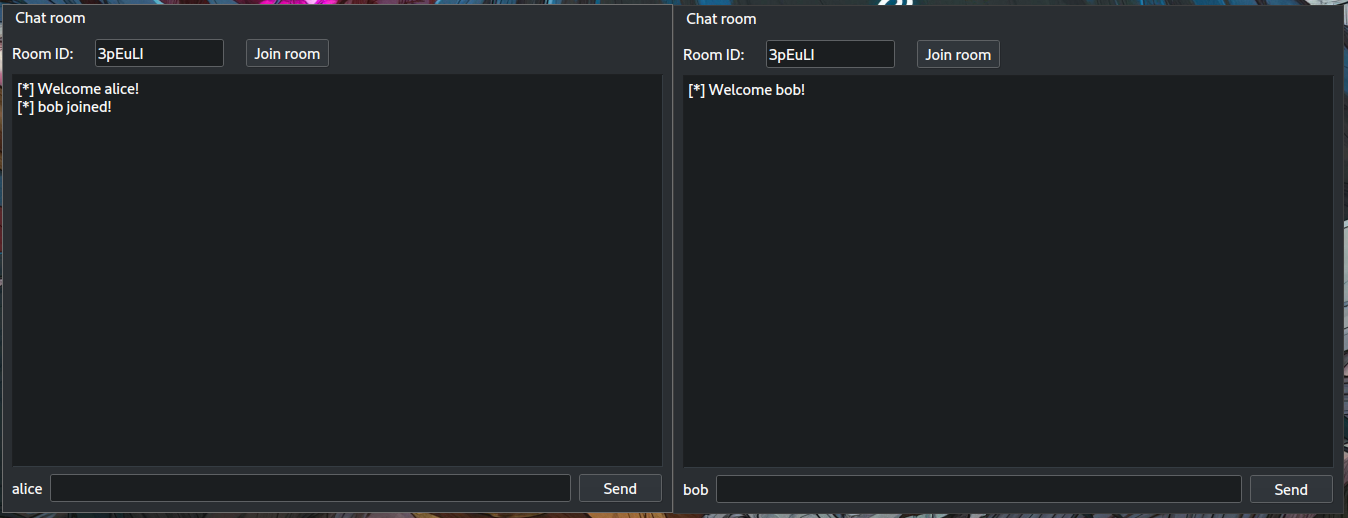 Chat room
Room ID: 3pEuLI Join room
[*] Welcome alice!
[*] bob joined!
alice Send
Chat room
Room ID: 3pEuLI Join room
[*] Welcome bob!
bob Send